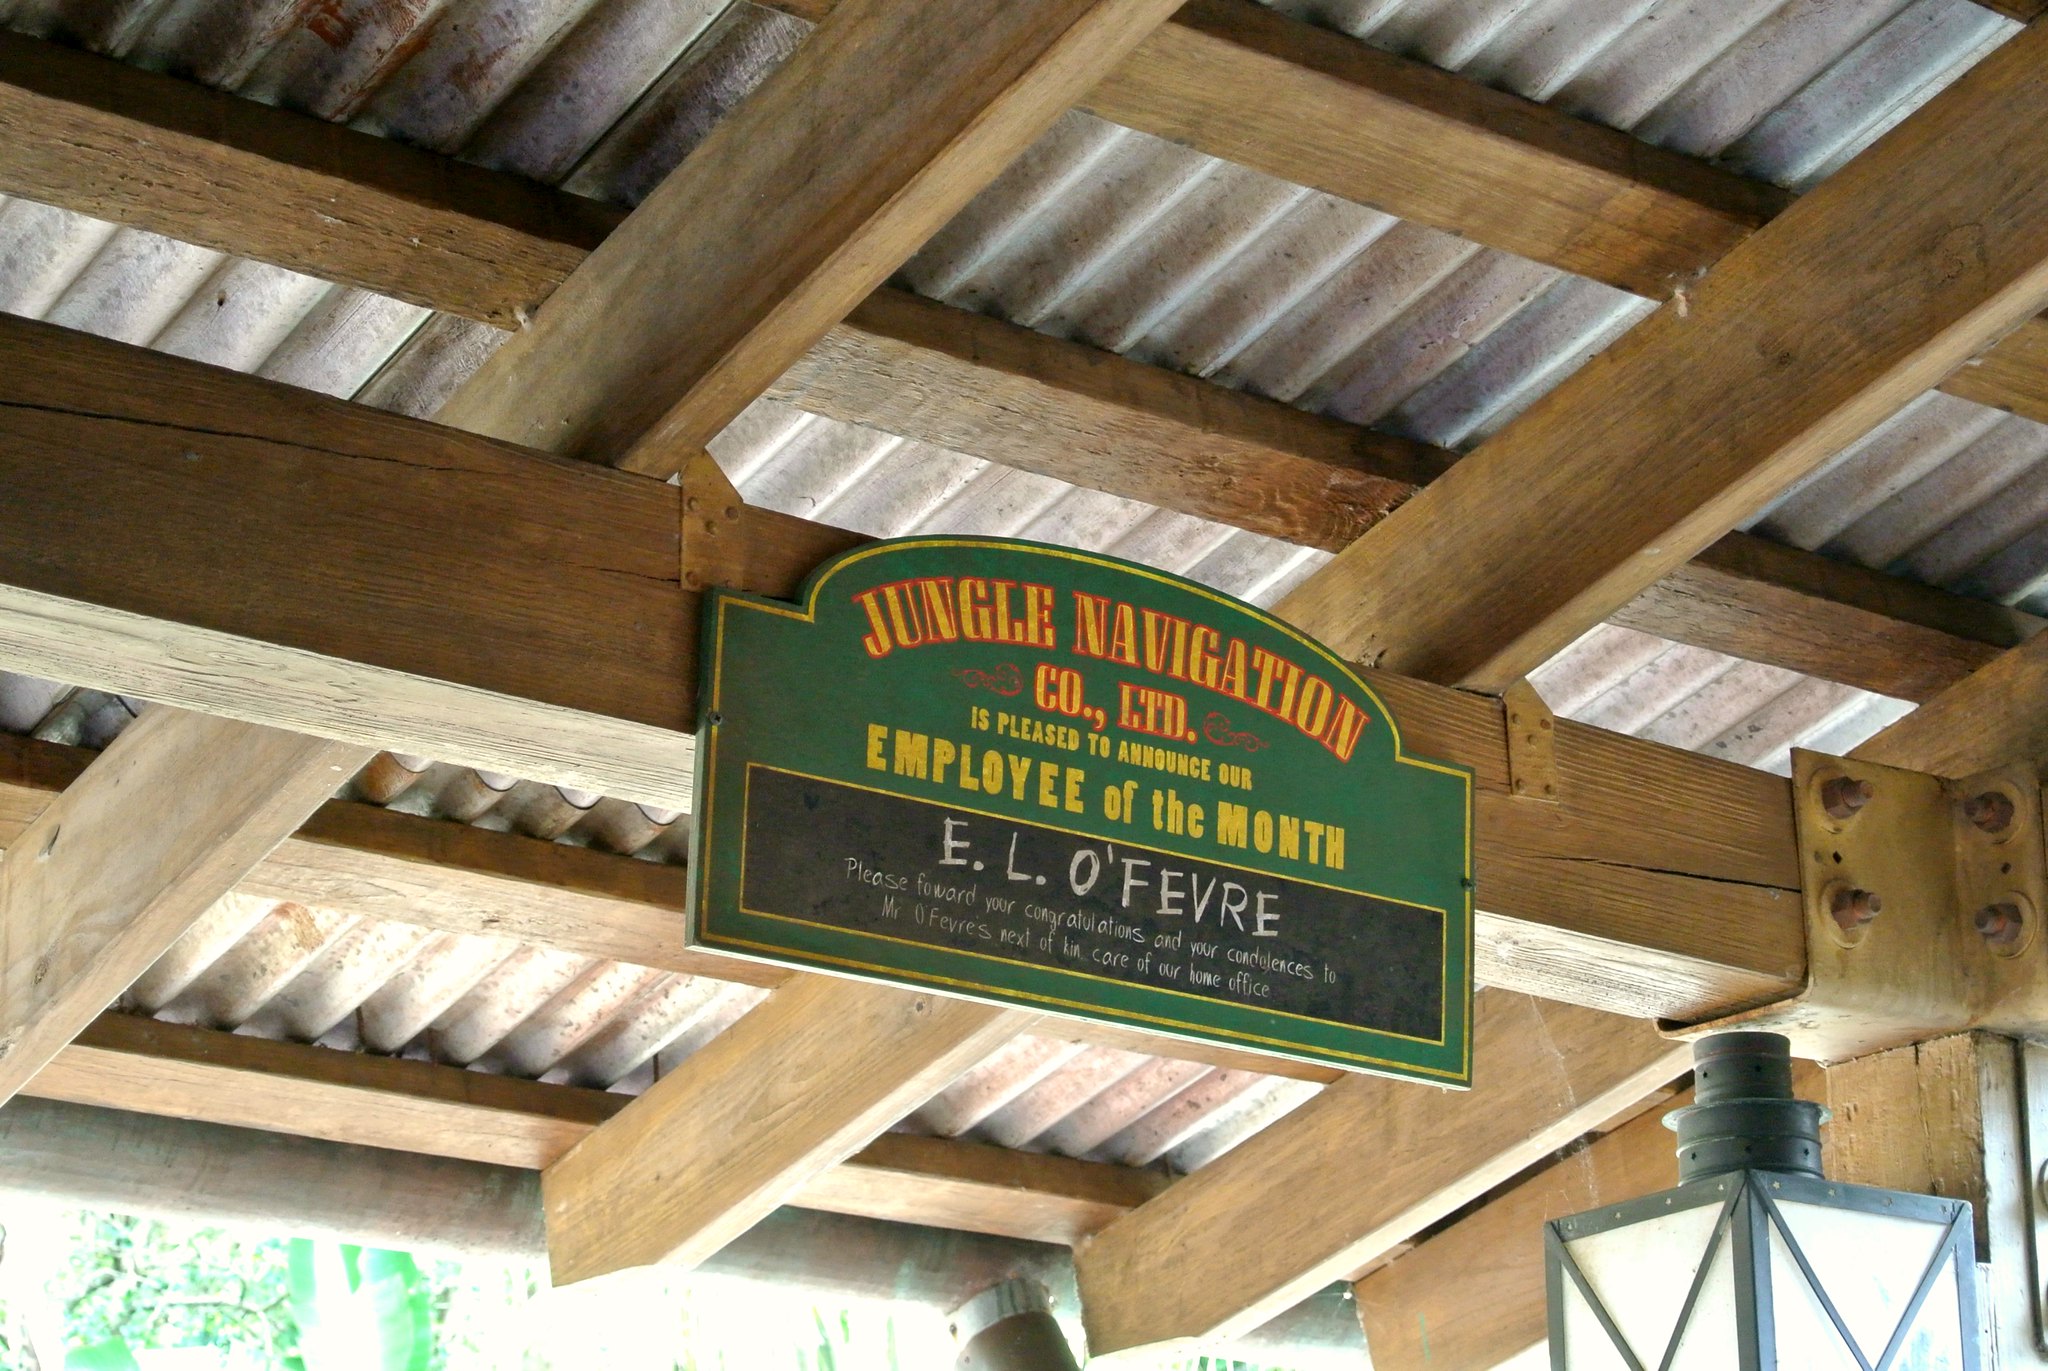 JUNGLE NAVIGATION
CO., LTD.
IS PLEASED TO ANNOUNCE OUR
EMPLOYEE of the MONTH
E. L. O'FEVRE
Please foward your congratulations and your condolences to
Mr O'Fevre's next of kin care of our home office